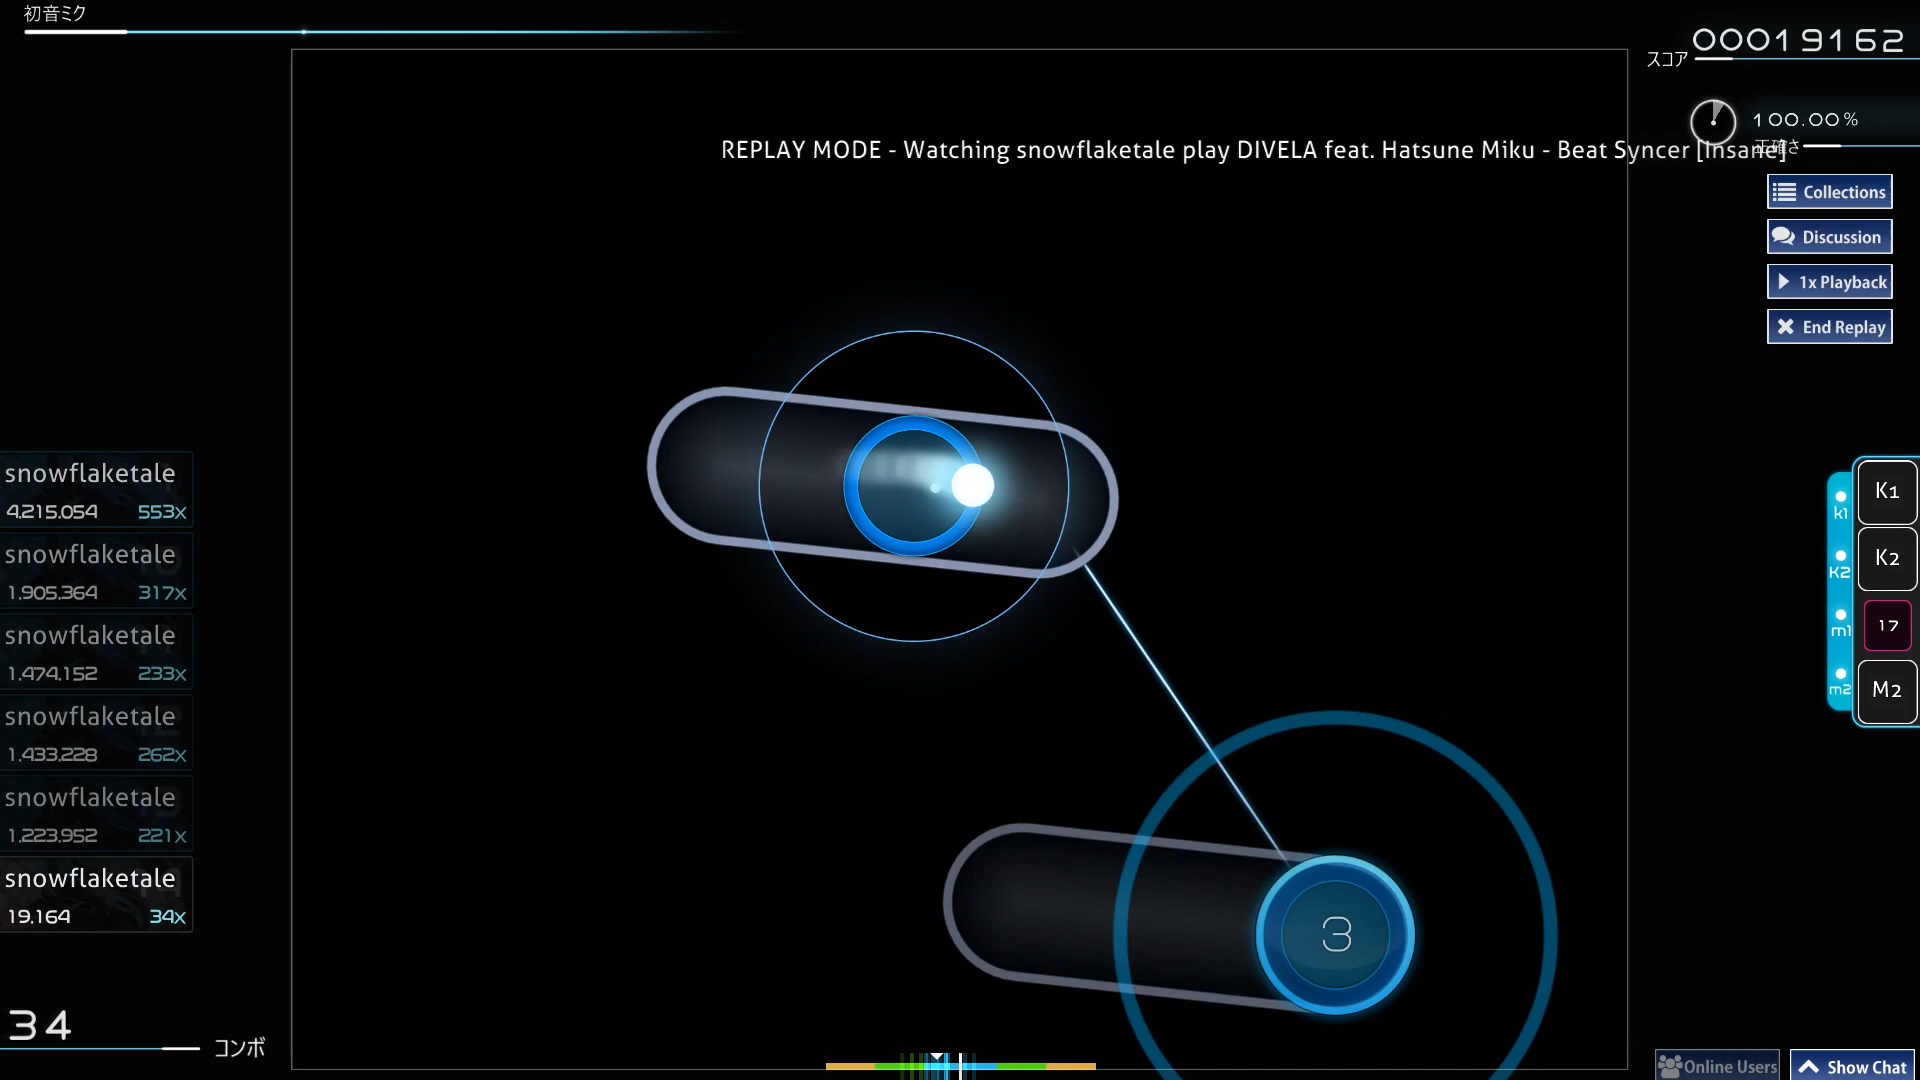 初音ミク
00019162
スコア
100.00%
正確さ
REPLAY MODE - Watching snowflaketale play DIVELA feat. Hatsune Miku - Beat Syncer [Insane]
Collections
Discussion
1x Playback
End Replay
snowflaketale
4,215,054 553x
snowflaketale
1,905,364 317x
snowflaketale
1,474,152 233x
snowflaketale
1,433,228 262x
snowflaketale
1,223,952 221x
snowflaketale
19,164 34x
k1 K1
K2 K2
m1 17
m2 M2
3
34
コンボ
Online Users
Show Chat